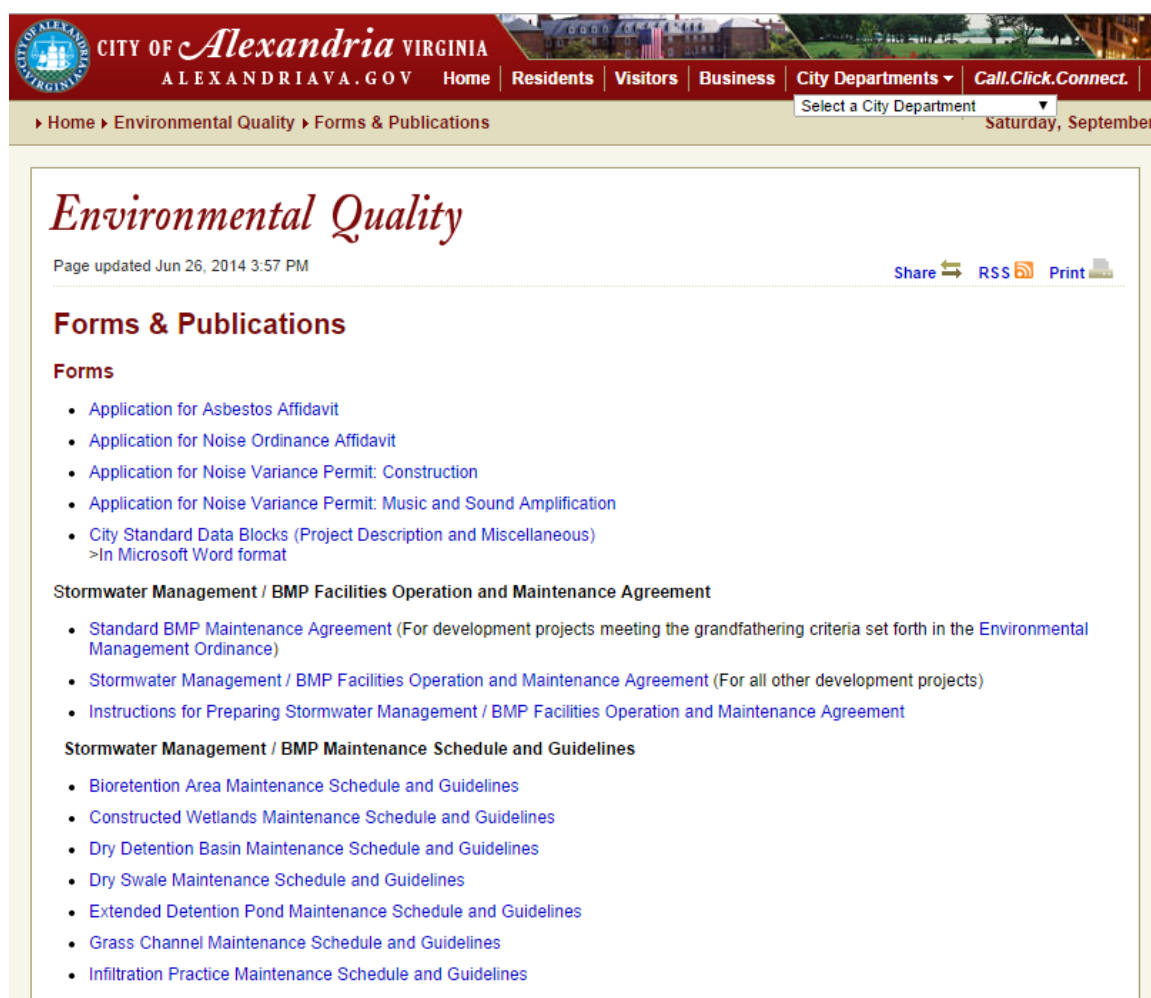 CITY OF ALEXANDRIA VIRGINIA
CITY OF Alexandria VIRGINIA
ALEXANDRIAVA.GOV Home Residents Visitors Business City Departments ▾ Call.Click.Connect.
Select a City Department ▼
Home Environmental Quality Forms & Publications Saturday, September
Environmental Quality
Page updated Jun 26, 2014 3:57 PM
Share RSS Print
Forms & Publications
Forms
• Application for Asbestos Affidavit
• Application for Noise Ordinance Affidavit
• Application for Noise Variance Permit: Construction
• Application for Noise Variance Permit: Music and Sound Amplification
• City Standard Data Blocks (Project Description and Miscellaneous)
>In Microsoft Word format
Stormwater Management / BMP Facilities Operation and Maintenance Agreement
• Standard BMP Maintenance Agreement (For development projects meeting the grandfathering criteria set forth in the Environmental
Management Ordinance)
• Stormwater Management / BMP Facilities Operation and Maintenance Agreement (For all other development projects)
• Instructions for Preparing Stormwater Management / BMP Facilities Operation and Maintenance Agreement
Stormwater Management / BMP Maintenance Schedule and Guidelines
• Bioretention Area Maintenance Schedule and Guidelines
• Constructed Wetlands Maintenance Schedule and Guidelines
• Dry Detention Basin Maintenance Schedule and Guidelines
• Dry Swale Maintenance Schedule and Guidelines
• Extended Detention Pond Maintenance Schedule and Guidelines
• Grass Channel Maintenance Schedule and Guidelines
• Infiltration Practice Maintenance Schedule and Guidelines